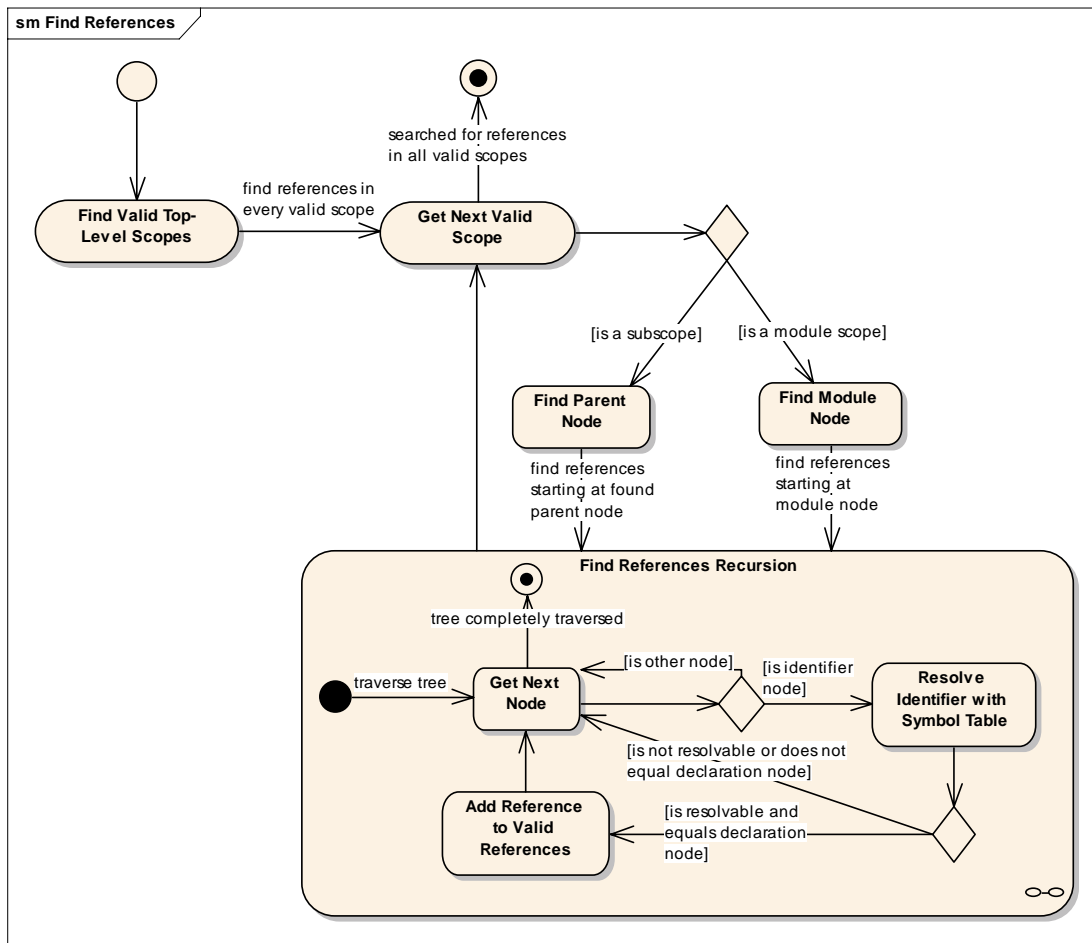 sm Find References
searched for references
in all valid scopes
find references in
every valid scope
Find Valid Top-
Level Scopes
Get Next Valid
Scope
[is a subscope]
[is a module scope]
Find Parent
Node
Find Module
Node
find references
starting at found
parent node
find references
starting at
module node
Find References Recursion
tree completely traversed
traverse tree
Get Next
Node
[is other node]
[is identifier
node]
Resolve
Identifier with
Symbol Table
[is not resolvable or does not
equal declaration node]
Add Reference
to Valid
References
[is resolvable and
equals declaration
node]